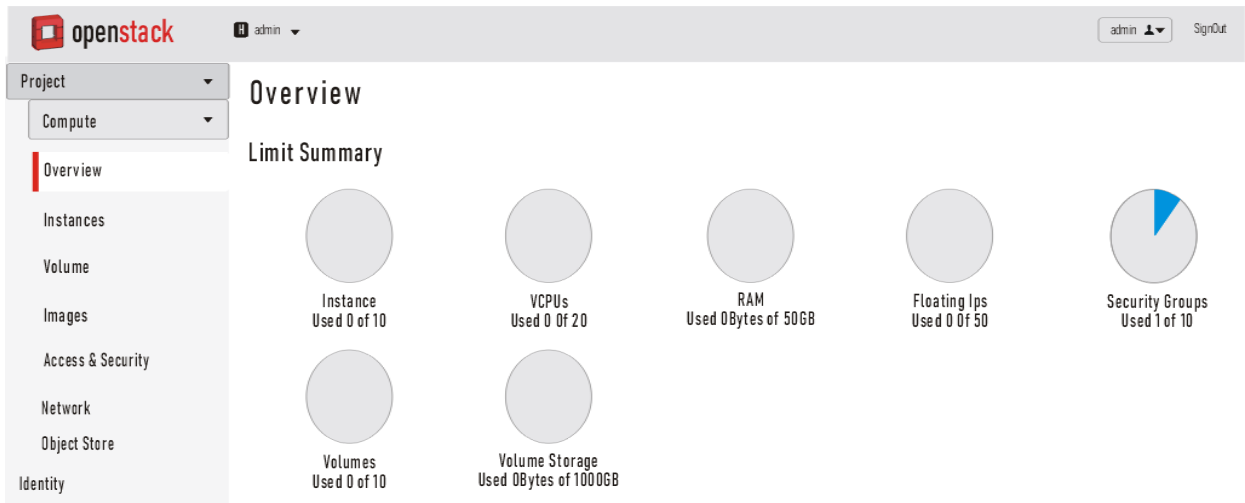 openstack
H admin
admin
SignOut
Project
Compute
Overview
Instances
Volume
Images
Access & Security
Network
Object Store
Identity
Overview
Limit Summary
Instance
Used 0 of 10
VCPUs
Used 0 0f 20
RAM
Used 0Bytes of 50GB
Floating Ips
Used 0 0f 50
Security Groups
Used 1 of 10
Volumes
Used 0 of 10
Volume Storage
Used 0Bytes of 1000GB